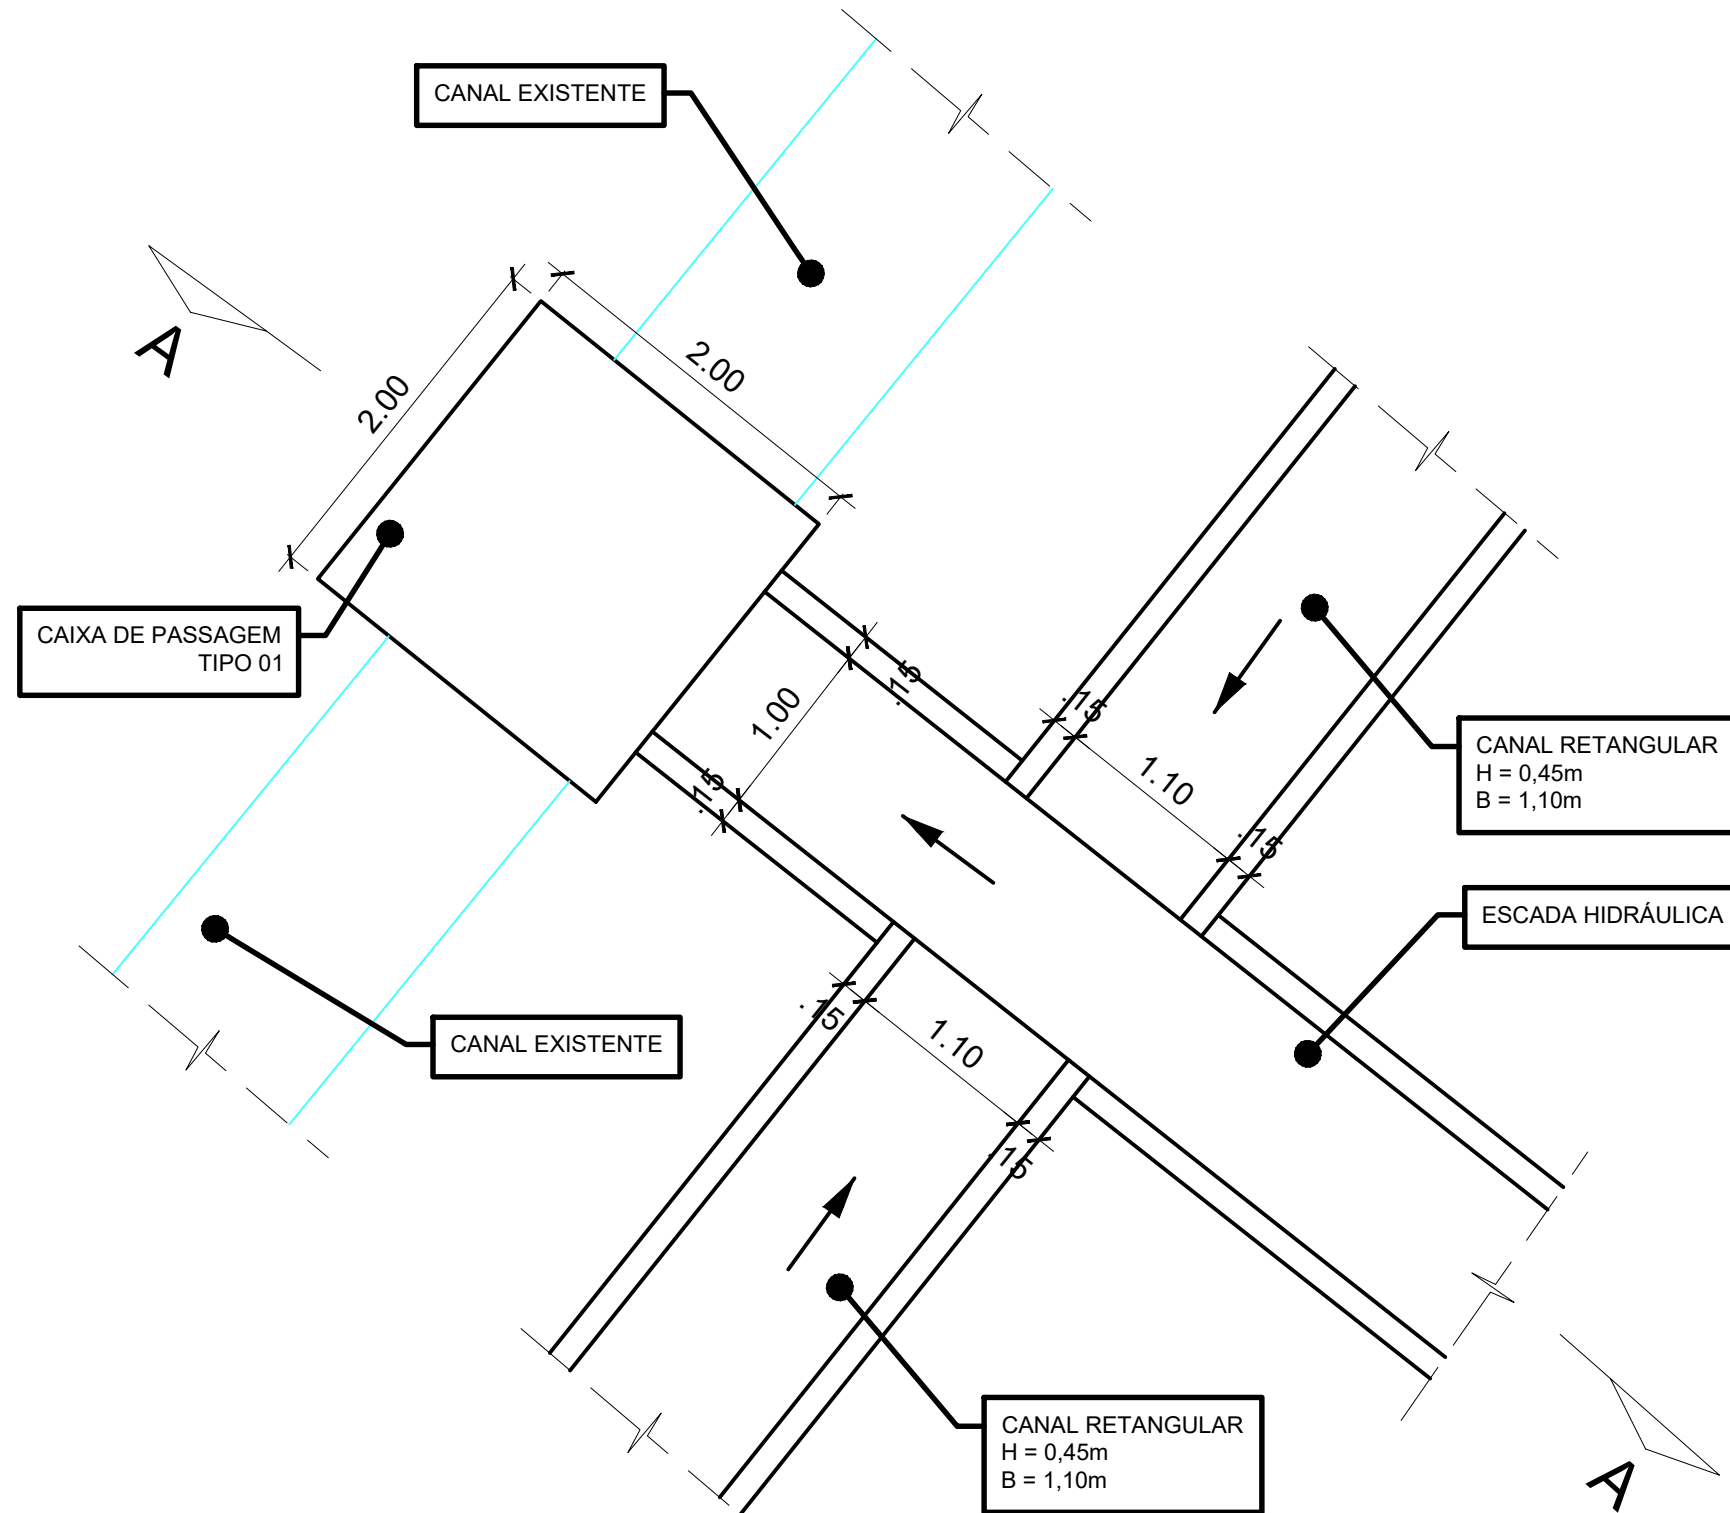 CANAL EXISTENTE
A
2.00
2.00
CAIXA DE PASSAGEM
TIPO 01
.15
1.00
.15
.15
1.10
.15
CANAL RETANGULAR
H = 0,45m
B = 1,10m
ESCADA HIDRÁULICA
CANAL EXISTENTE
.15
1.10
.15
CANAL RETANGULAR
H = 0,45m
B = 1,10m
A